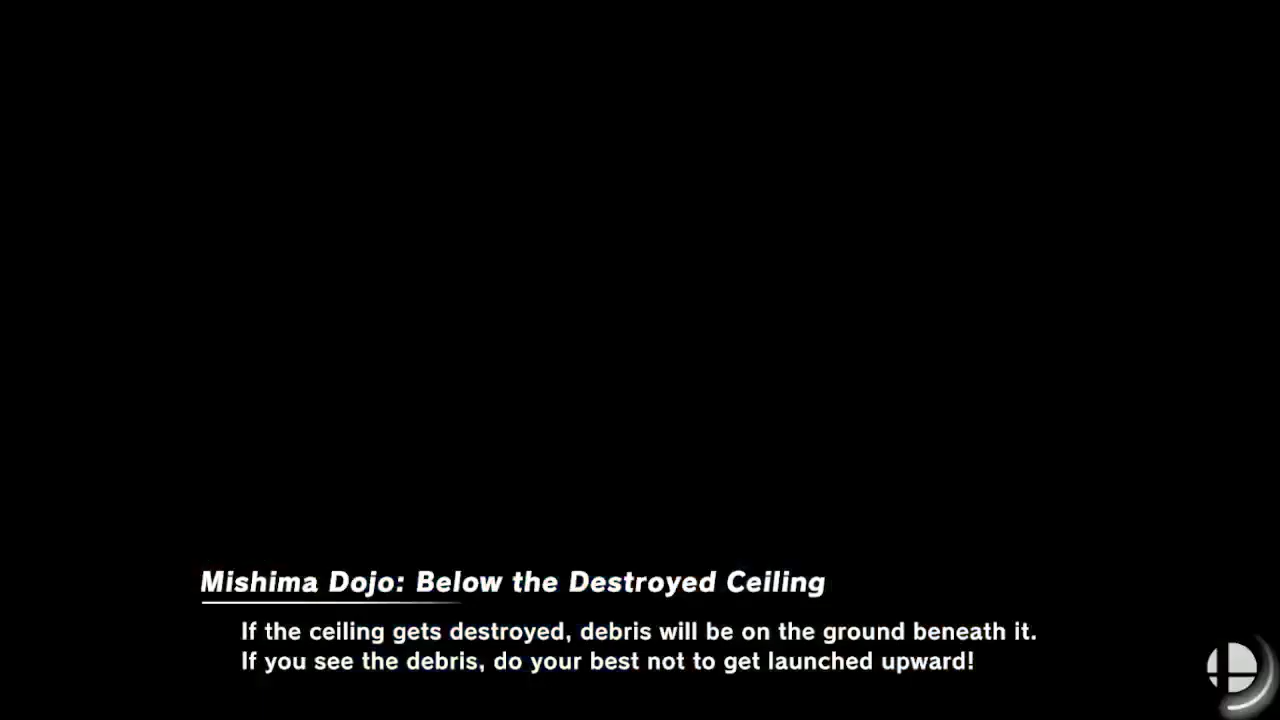 Mishima Dojo: Below the Destroyed Ceiling
If the ceiling gets destroyed, debris will be on the ground beneath it.
If you see the debris, do your best not to get launched upward!